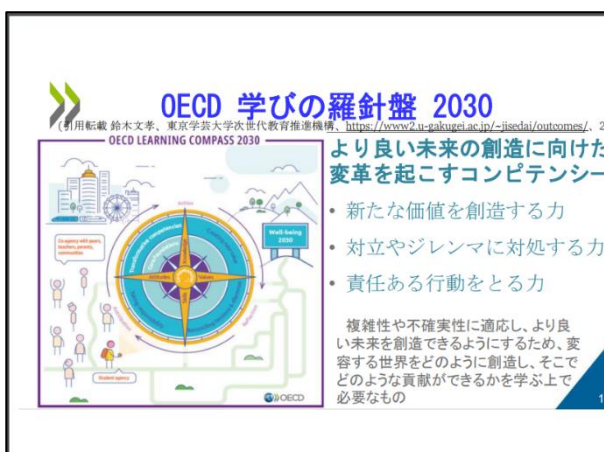 OECD 学びの羅針盤 2030
(引用転載 鈴木文孝、東京学芸大学次世代教育推進機構、https://www2.u-gakugei.ac.jp/~jisedai/outcomes/、2
OECD LEARNING COMPASS 2030
より良い未来の創造に向けた
変革を起こすコンピテンシー
• 新たな価値を創造する力
• 対立やジレンマに対処する力
• 責任ある行動をとる力
複雑性や不確実性に適応し、より良
い未来を創造できるようにするため、変
容する世界をどのように創造し、そこで
どのような貢献ができるかを学ぶ上で
必要なもの
Action
Well-being
2030
Co-agency with peers,
teachers, parents,
communities
Transformative competencies
Attitudes
Values
Skills
Student agency
OECD
1